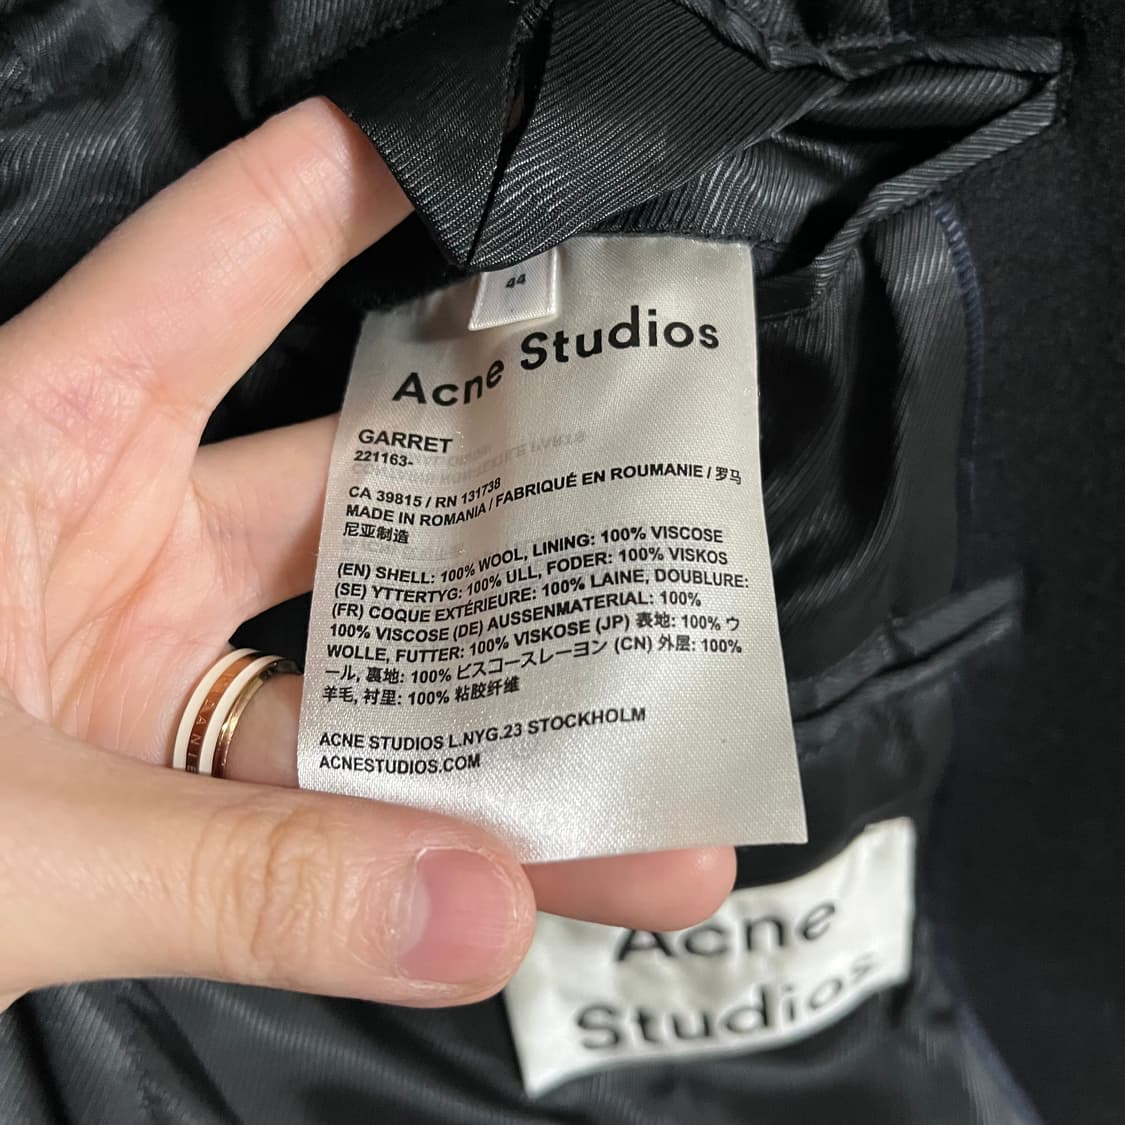 44
Acne Studios
GARRET
221163-
CA 39815 / RN 131738
MADE IN ROMANIA / FABRIQUÉ EN ROUMANIE / 罗马
尼亚制造
(EN) SHELL: 100% WOOL, LINING: 100% VISCOSE
(SE) YTTERTYG: 100% ULL, FODER: 100% VISKOS
(FR) COQUE EXTÉRIEURE: 100% LAINE, DOUBLURE:
100% VISCOSE (DE) AUSSENMATERIAL: 100%
WOLLE, FUTTER: 100% VISKOSE (JP) 表地: 100% ウ
ール, 裏地: 100% ビスコースレーヨン (CN) 外层: 100%
羊毛, 衬里: 100% 粘胶纤维
ACNE STUDIOS L.NYG.23 STOCKHOLM
ACNESTUDIOS.COM
Acne
Studios